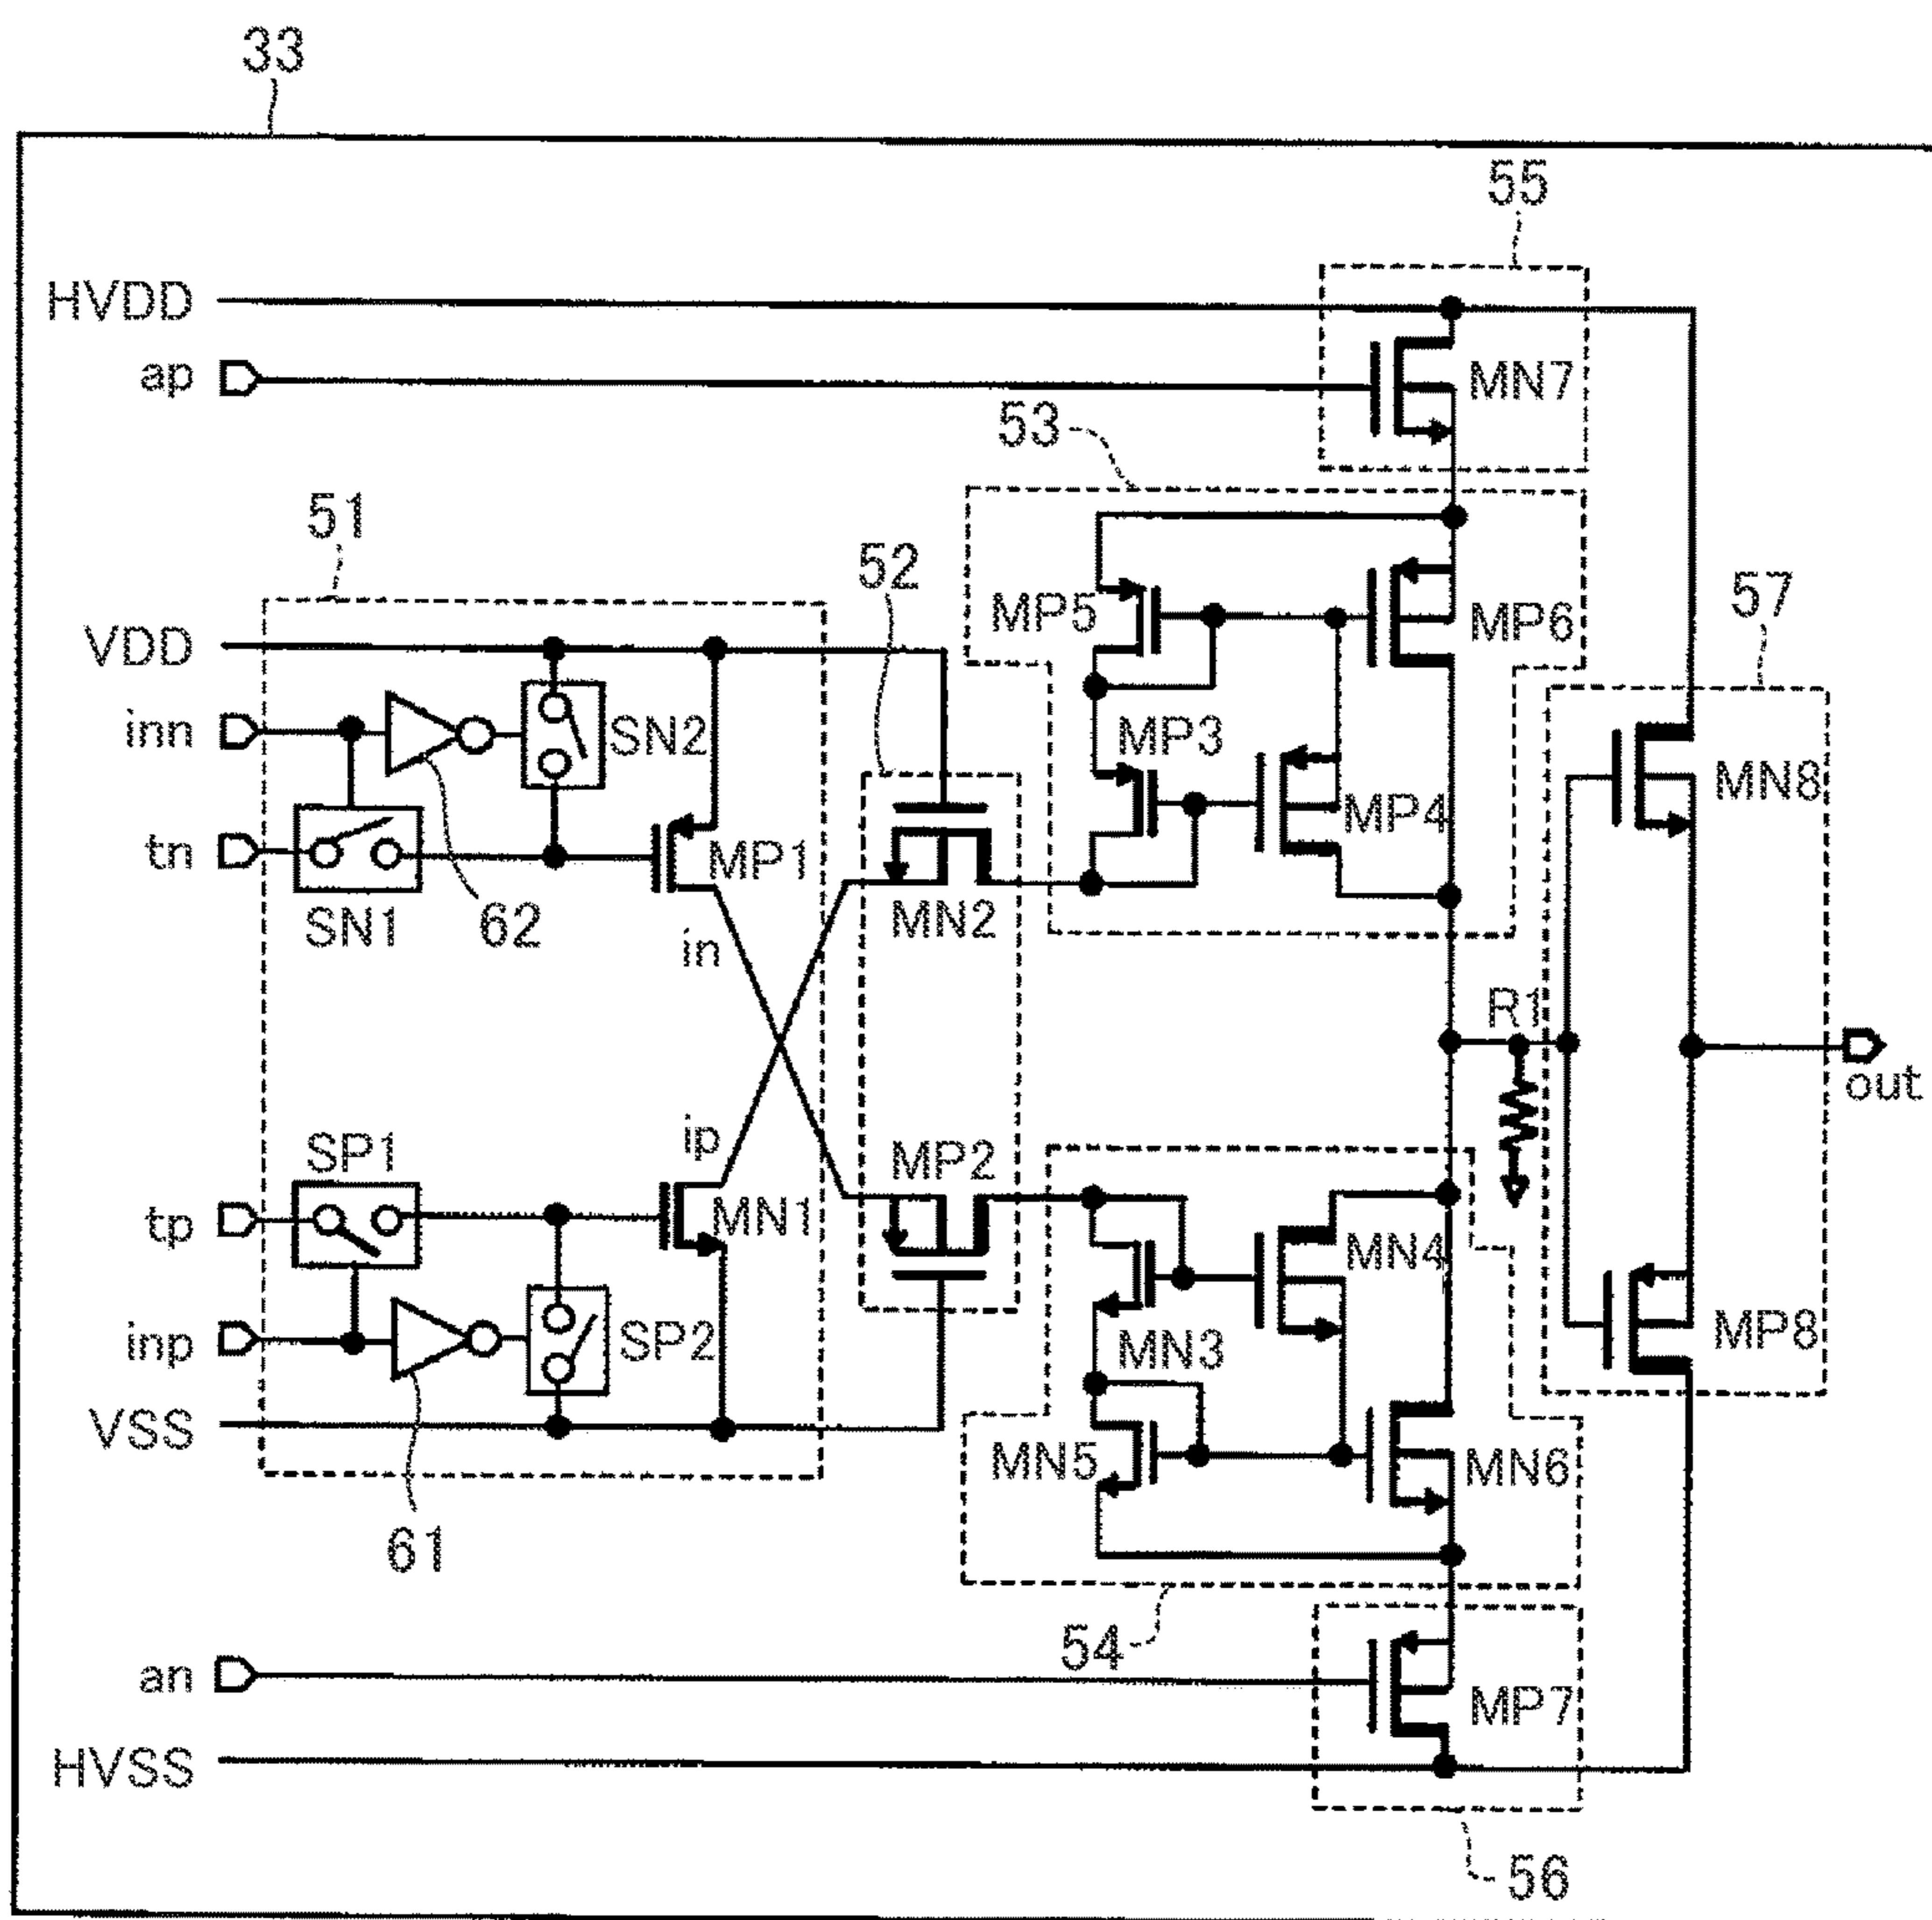 33
55
HVDD
ap
MN7
53
51
52
57
MP5
MP6
VDD
inn
SN2
MP3
MN8
tn
MP1
MP4
SN1
62
in
MN2
R1
out
ip
SP1
MP2
tp
MN1
MN4
inp
SP2
MN3
MP8
VSS
MN5
MN6
61
54
an
MP7
HVSS
56